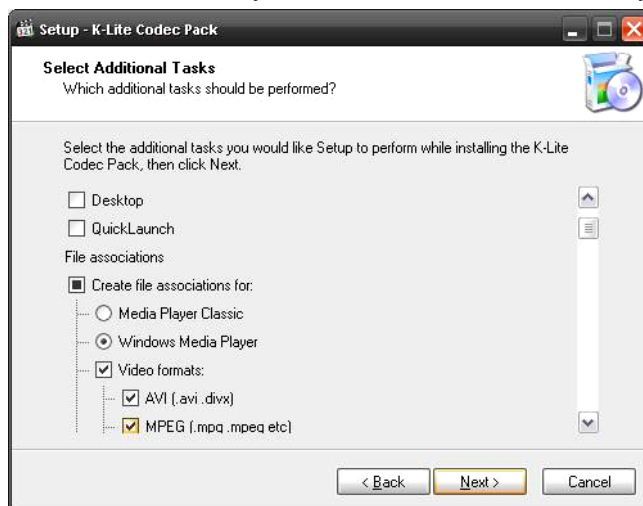 Setup - K-Lite Codec Pack
Select Additional Tasks
Which additional tasks should be performed?
Select the additional tasks you would like Setup to perform while installing the K-Lite
Codec Pack, then click Next.
Desktop
QuickLaunch
File associations
Create file associations for:
Media Player Classic
Windows Media Player
Video formats:
AVI (.avi .divx)
MPEG (.mpg .mpeg etc)
< Back
Next >
Cancel